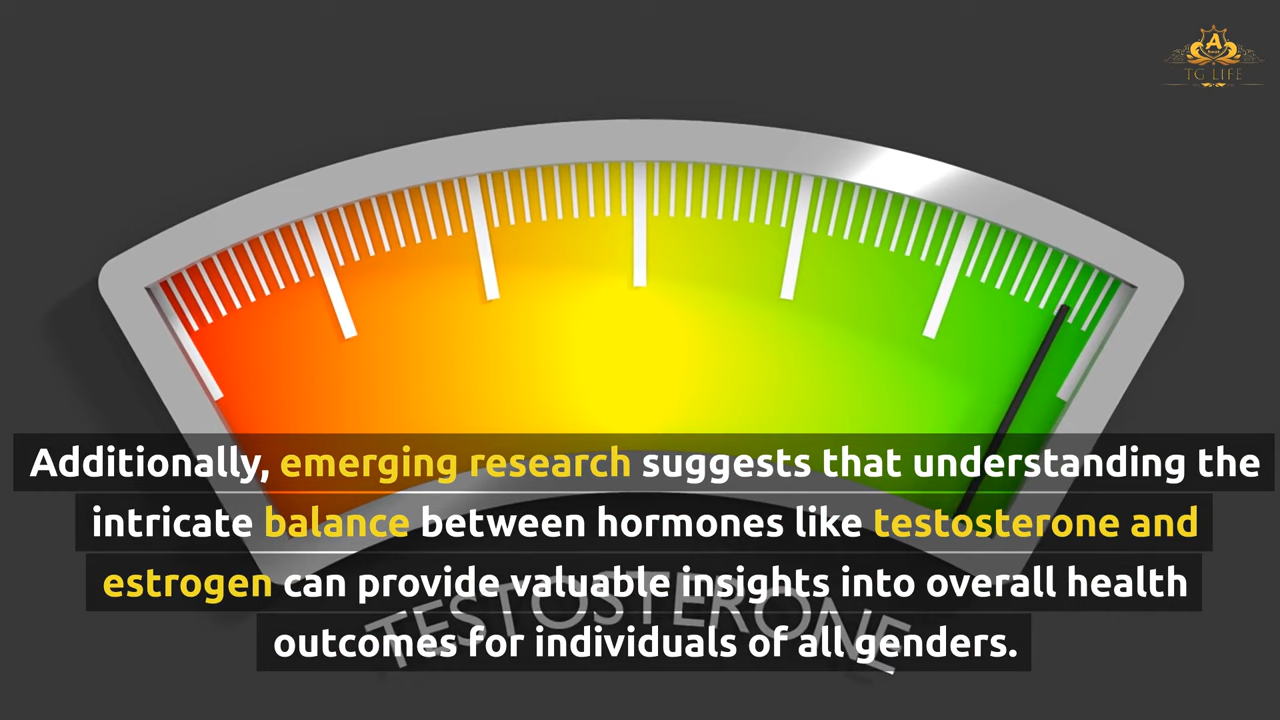 A
TG LIFE
Additionally, emerging research suggests that understanding the
intricate balance between hormones like testosterone and
estrogen can provide valuable insights into overall health
outcomes for individuals of all genders.
TESTOSTERONE